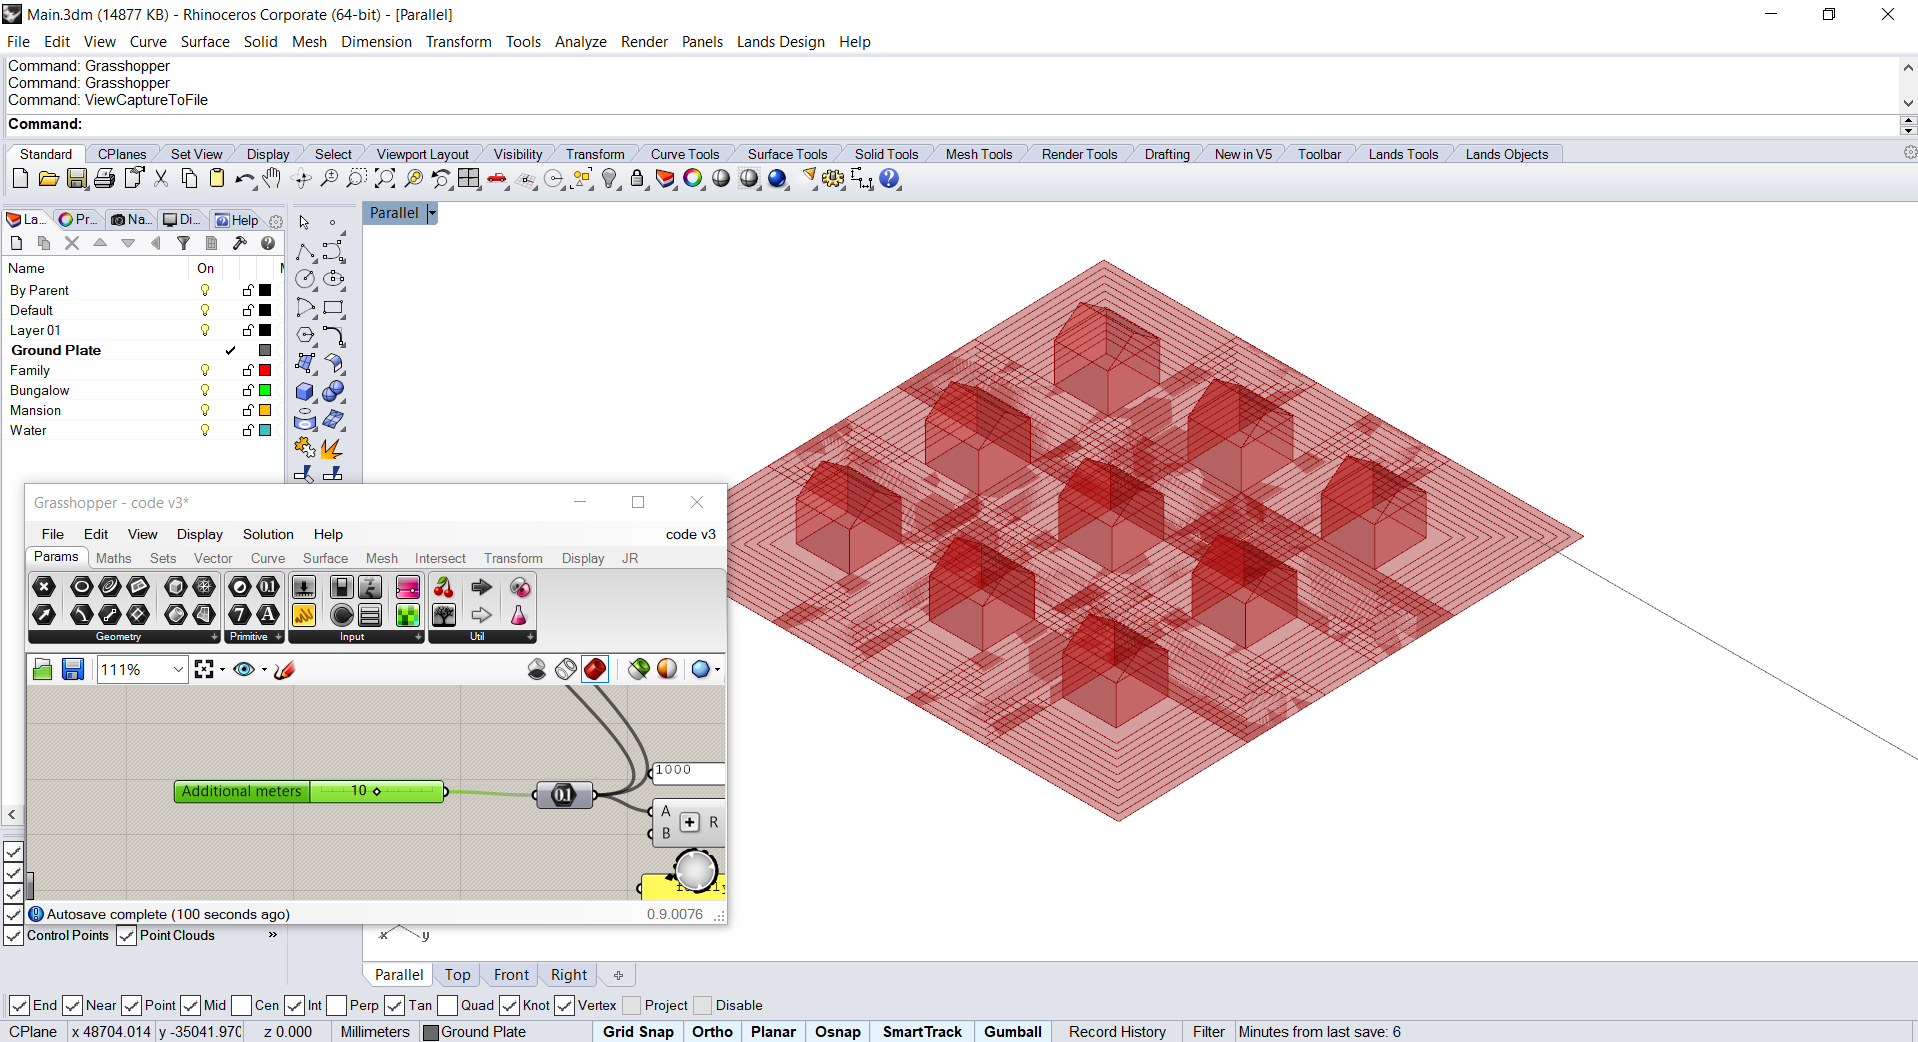 Main.3dm (14877 KB) - Rhinoceros Corporate (64-bit) - [Parallel]
File Edit View Curve Surface Solid Mesh Dimension Transform Tools Analyze Render Panels Lands Design Help
Command: Grasshopper
Command: Grasshopper
Command: ViewCaptureToFile
Command:
Standard CPlanes Set View Display Select Viewport Layout Visibility Transform Curve Tools Surface Tools Solid Tools Mesh Tools Render Tools Drafting New in V5 Toolbar Lands Tools Lands Objects
La... Pr... Na... Di... Help
Parallel
Name On
By Parent
Default
Layer 01
Ground Plate
Family
Bungalow
Mansion
Water
Grasshopper - code v3*
File Edit View Display Solution Help code v3
Params Maths Sets Vector Curve Surface Mesh Intersect Transform Display JR
Geometry Primitive Input Util
111%
1000
Additional meters 10
0.1
A
B
R
Autosave complete (100 seconds ago) 0.9.0076
Control Points Point Clouds »
x y
Parallel Top Front Right
End Near Point Mid Cen Int Perp Tan Quad Knot Vertex Project Disable
CPlane x 48704.014 y -35041.970 z 0.000 Millimeters Ground Plate Grid Snap Ortho Planar Osnap SmartTrack Gumball Record History Filter Minutes from last save: 6